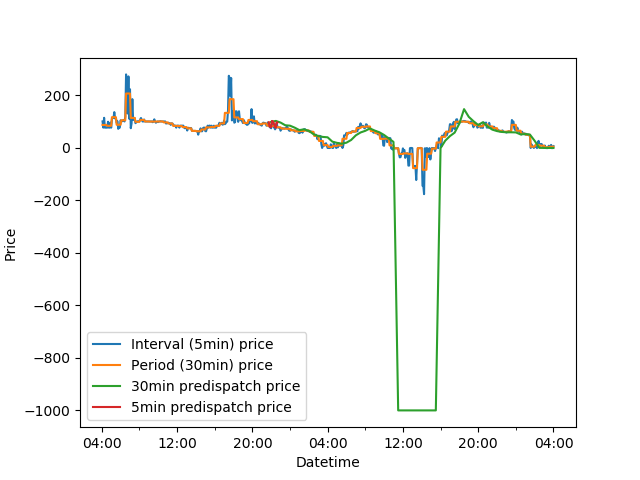 200
0
−200
−400
−600
−800
−1000
Price
Interval (5min) price
Period (30min) price
30min predispatch price
5min predispatch price
04:00 12:00 20:00 04:00 12:00 20:00 04:00
Datetime